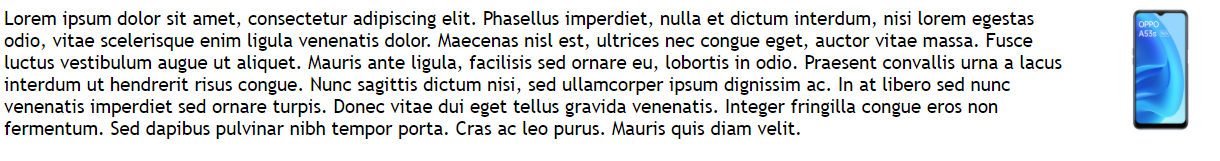 Lorem ipsum dolor sit amet, consectetur adipiscing elit. Phasellus imperdiet, nulla et dictum interdum, nisi lorem egestas
odio, vitae scelerisque enim ligula venenatis dolor. Maecenas nisl est, ultrices nec congue eget, auctor vitae massa. Fusce
luctus vestibulum augue ut aliquet. Mauris ante ligula, facilisis sed ornare eu, lobortis in odio. Praesent convallis urna a lacus
interdum ut hendrerit risus congue. Nunc sagittis dictum nisi, sed ullamcorper ipsum dignissim ac. In at libero sed nunc
venenatis imperdiet sed ornare turpis. Donec vitae dui eget tellus gravida venenatis. Integer fringilla congue eros non
fermentum. Sed dapibus pulvinar nibh tempor porta. Cras ac leo purus. Mauris quis diam velit.
OPPO
A53s